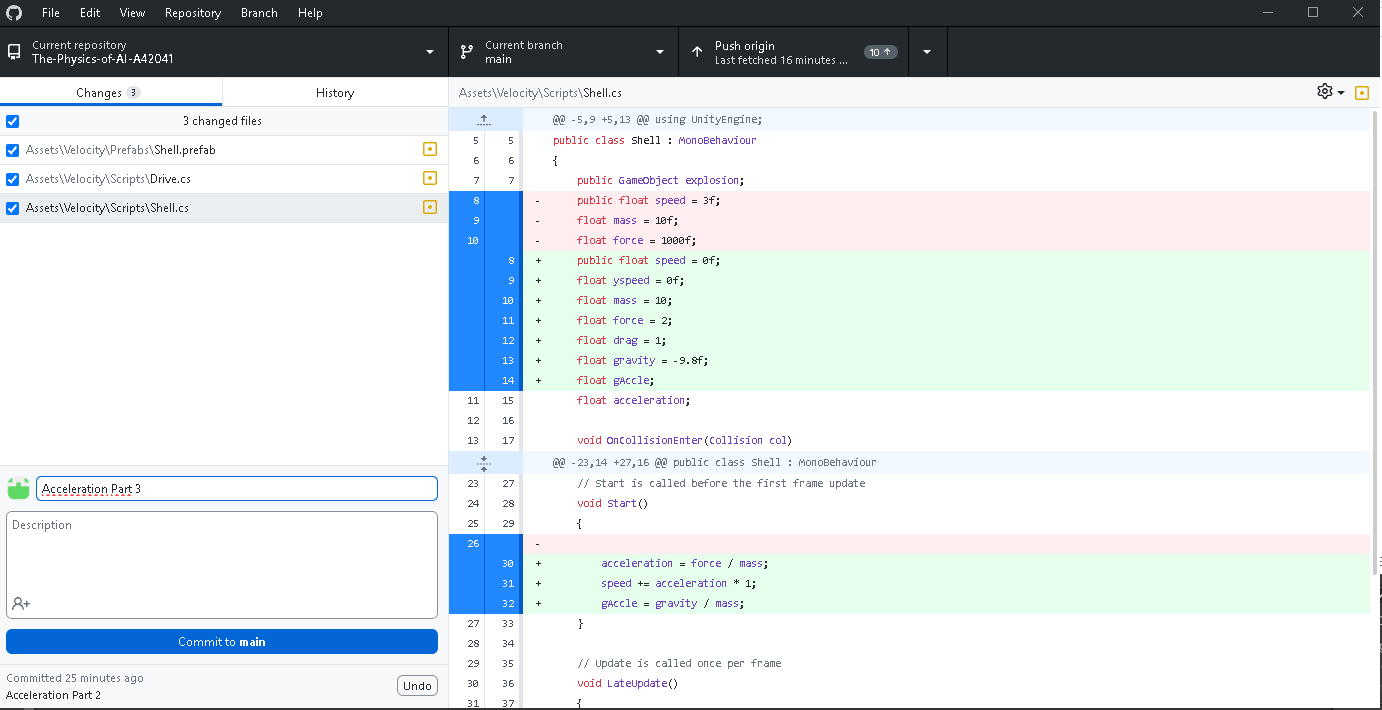 File Edit View Repository Branch Help
Current repository
The-Physics-of-AI-A42041
Current branch
main
Push origin
Last fetched 16 minutes ...
10
Changes 3
History
3 changed files
Assets\Velocity\Prefabs\Shell.prefab
Assets\Velocity\Scripts\Drive.cs
Assets\Velocity\Scripts\Shell.cs
Acceleration Part 3
Description
Commit to main
Committed 25 minutes ago
Acceleration Part 2
Undo
Assets\Velocity\Scripts\Shell.cs
@@ -5,9 +5,13 @@ using UnityEngine;
5 5 public class Shell : MonoBehaviour
6 6 {
7 7 public GameObject explosion;
8 - public float speed = 3f;
9 - float mass = 10f;
10 - float force = 1000f;
8 + public float speed = 0f;
9 + float yspeed = 0f;
10 + float mass = 10;
11 + float force = 2;
12 + float drag = 1;
13 + float gravity = -9.8f;
14 + float gAccle;
11 15 float acceleration;
12 16
13 17 void OnCollisionEnter(Collision col)
@@ -23,14 +27,16 @@ public class Shell : MonoBehaviour
23 27 // Start is called before the first frame update
24 28 void Start()
25 29 {
26 -
30 + acceleration = force / mass;
31 + speed += acceleration * 1;
32 + gAccle = gravity / mass;
27 33 }
28 34
29 35 // Update is called once per frame
30 36 void LateUpdate()
31 37 {